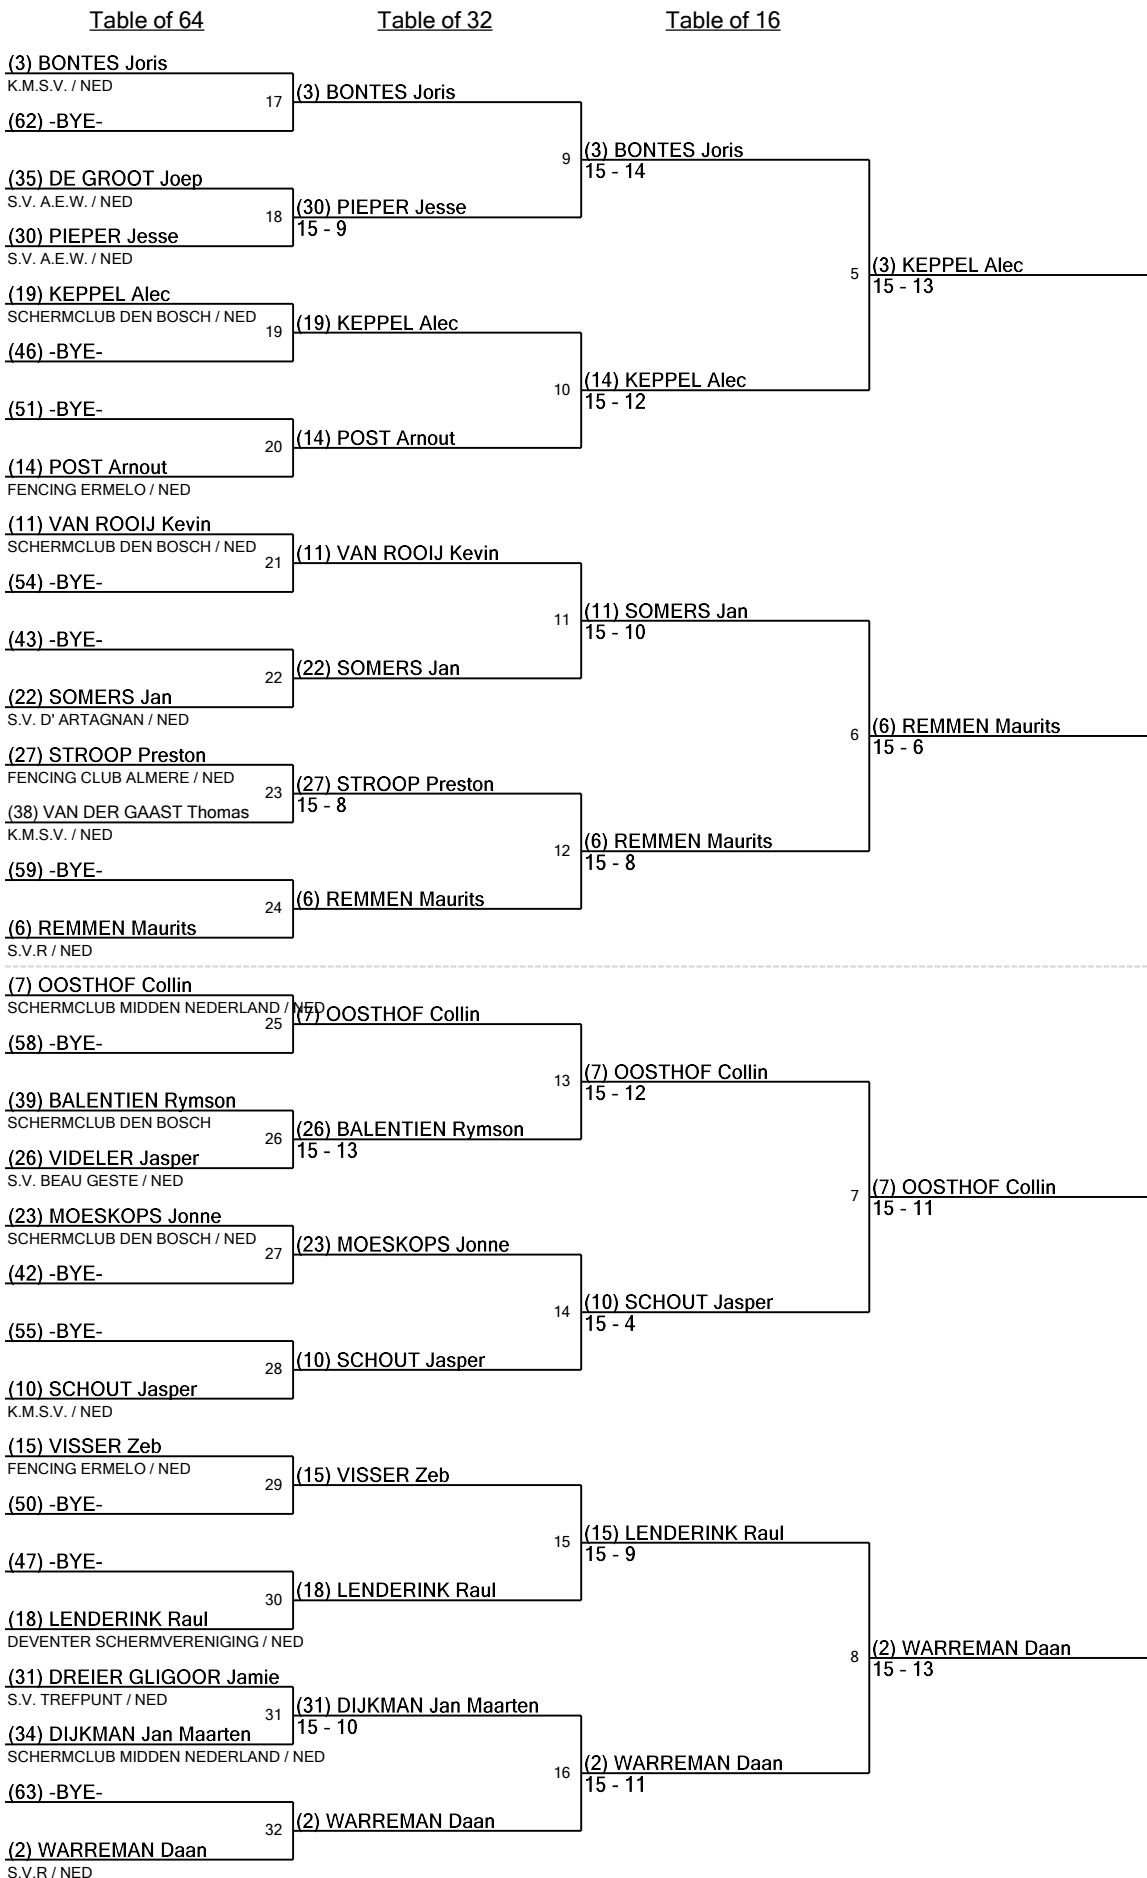 Table of 64
Table of 32
Table of 16
(3) BONTES Joris
K.M.S.V. / NED
17
(62) -BYE-
(35) DE GROOT Joep
S.V. A.E.W. / NED
18
(30) PIEPER Jesse
S.V. A.E.W. / NED
(19) KEPPEL Alec
SCHERMCLUB DEN BOSCH / NED
19
(46) -BYE-
(51) -BYE-
20
(14) POST Arnout
FENCING ERMELO / NED
(11) VAN ROOIJ Kevin
SCHERMCLUB DEN BOSCH / NED
21
(54) -BYE-
(43) -BYE-
22
(22) SOMERS Jan
S.V. D' ARTAGNAN / NED
(27) STROOP Preston
FENCING CLUB ALMERE / NED
23
(38) VAN DER GAAST Thomas
K.M.S.V. / NED
(59) -BYE-
24
(6) REMMEN Maurits
S.V.R / NED
(7) OOSTHOF Collin
SCHERMCLUB MIDDEN NEDERLAND / NED
25
(58) -BYE-
(39) BALENTIEN Rymson
SCHERMCLUB DEN BOSCH
26
(26) VIDELER Jasper
S.V. BEAU GESTE / NED
(23) MOESKOPS Jonne
SCHERMCLUB DEN BOSCH / NED
27
(42) -BYE-
(55) -BYE-
28
(10) SCHOUT Jasper
K.M.S.V. / NED
(15) VISSER Zeb
FENCING ERMELO / NED
29
(50) -BYE-
(47) -BYE-
30
(18) LENDERINK Raul
DEVENTER SCHERMVERENIGING / NED
(31) DREIER GLIGOOR Jamie
S.V. TREFPUNT / NED
31
(34) DIJKMAN Jan Maarten
SCHERMCLUB MIDDEN NEDERLAND / NED
(63) -BYE-
32
(2) WARREMAN Daan
S.V.R / NED
(3) BONTES Joris
9
(30) PIEPER Jesse
15 - 9
(19) KEPPEL Alec
10
(14) POST Arnout
(11) VAN ROOIJ Kevin
11
(22) SOMERS Jan
(27) STROOP Preston
15 - 8
12
(6) REMMEN Maurits
(7) OOSTHOF Collin
13
(26) BALENTIEN Rymson
15 - 13
(23) MOESKOPS Jonne
14
(10) SCHOUT Jasper
(15) VISSER Zeb
15
(18) LENDERINK Raul
(31) DIJKMAN Jan Maarten
15 - 10
16
(2) WARREMAN Daan
(3) BONTES Joris
15 - 14
5
(14) KEPPEL Alec
15 - 12
(11) SOMERS Jan
15 - 10
6
(6) REMMEN Maurits
15 - 8
(7) OOSTHOF Collin
15 - 12
7
(10) SCHOUT Jasper
15 - 4
(15) LENDERINK Raul
15 - 9
8
(2) WARREMAN Daan
15 - 11
(3) KEPPEL Alec
15 - 13
(6) REMMEN Maurits
15 - 6
(7) OOSTHOF Collin
15 - 11
(2) WARREMAN Daan
15 - 13